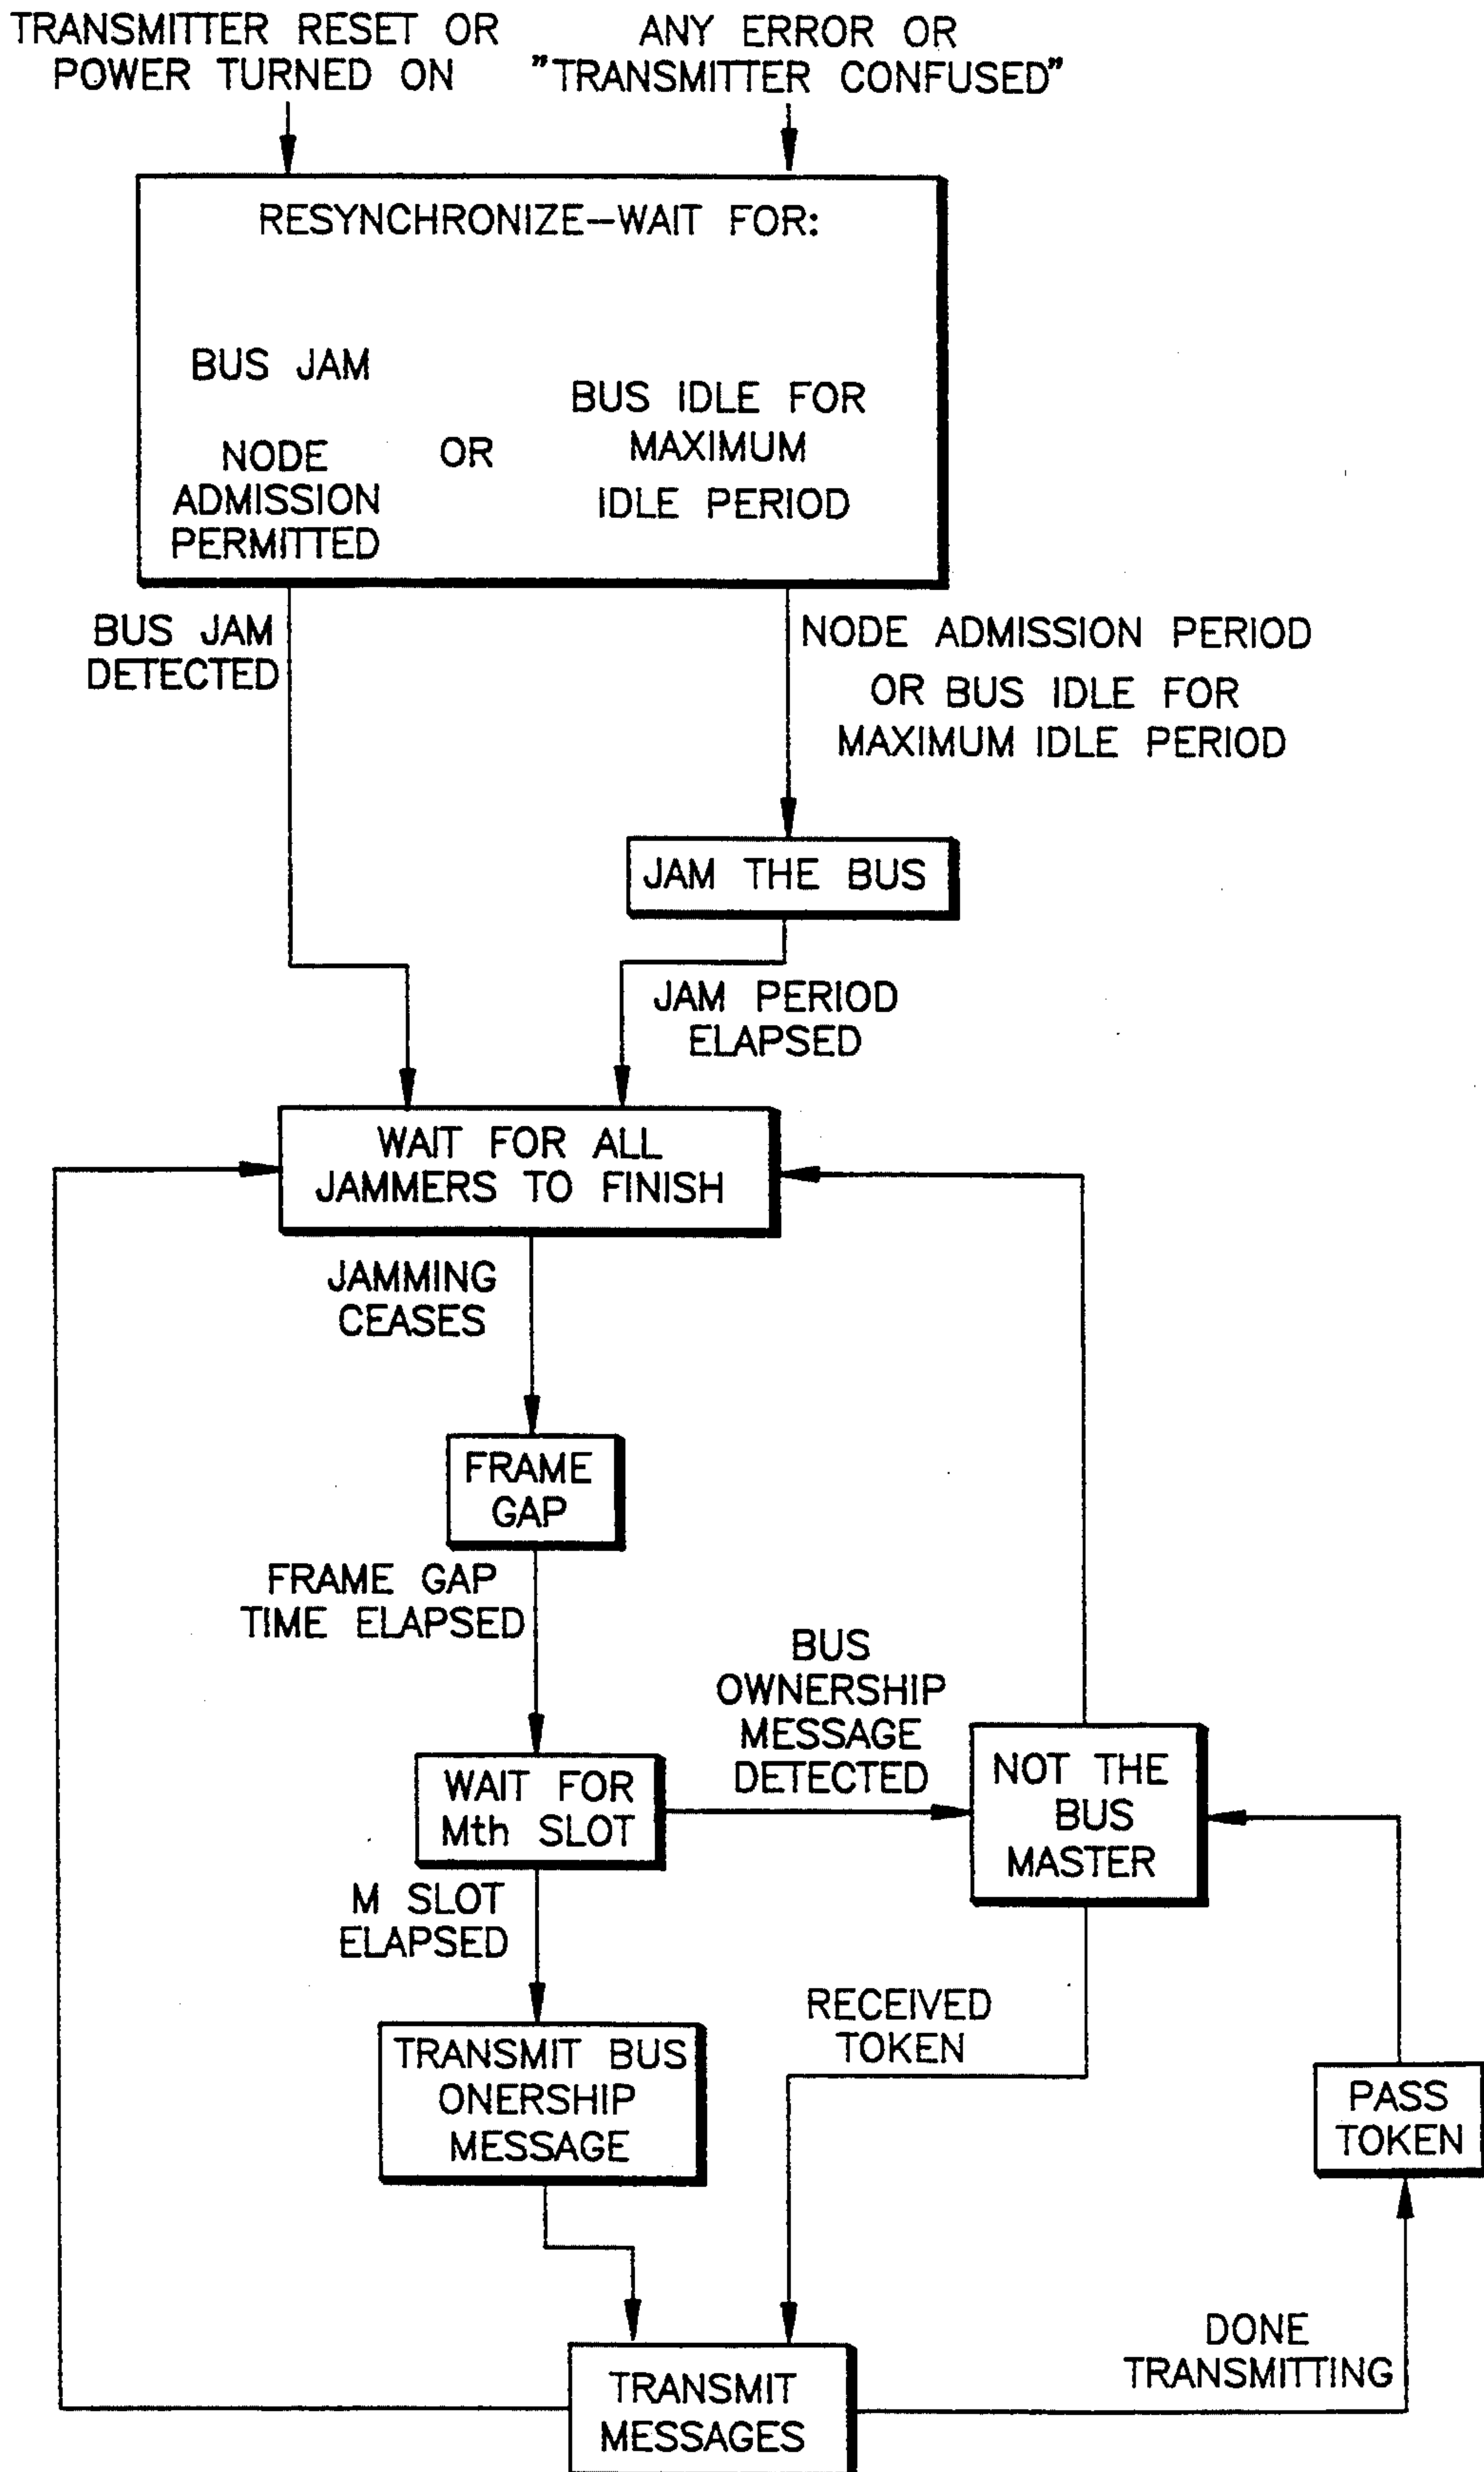 TRANSMITTER RESET OR
POWER TURNED ON
ANY ERROR OR
"TRANSMITTER CONFUSED"
RESYNCHRONIZE-WAIT FOR:
BUS JAM
NODE
ADMISSION
PERMITTED
OR
BUS IDLE FOR
MAXIMUM
IDLE PERIOD
BUS JAM
DETECTED
NODE ADMISSION PERIOD
OR BUS IDLE FOR
MAXIMUM IDLE PERIOD
JAM THE BUS
JAM PERIOD
ELAPSED
WAIT FOR ALL
JAMMERS TO FINISH
JAMMING
CEASES
FRAME
GAP
FRAME GAP
TIME ELAPSED
BUS
OWNERSHIP
MESSAGE
DETECTED
WAIT FOR
Mth SLOT
NOT THE
BUS
MASTER
M SLOT
ELAPSED
RECEIVED
TOKEN
TRANSMIT BUS
ONERSHIP
MESSAGE
PASS
TOKEN
DONE
TRANSMITTING
TRANSMIT
MESSAGES